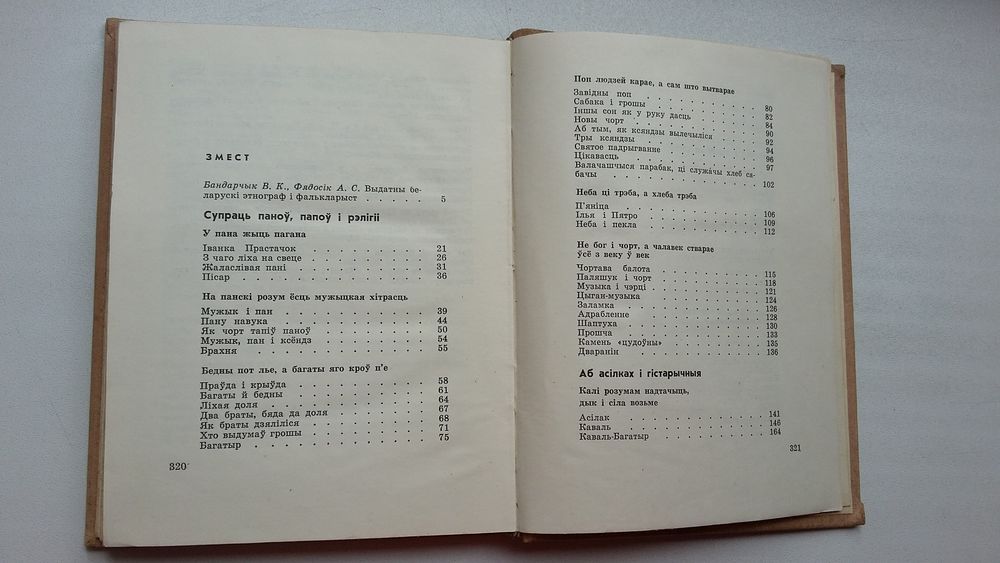 ЗМЕСТ
Бандарчык В. К., Фядосік А. С. Выдатны бе-
ларускі этнограф і фалькларыст . . . . . 5
Супраць паноў, папоў і рэлігіі
У пана жыць пагана
Іванка Прастачок . . . . . . . . . 21
З чаго ліха на свеце . . . . . . . . . 26
Жаласлівая пані . . . . . . . . . . 31
Пісар . . . . . . . . . . . . . 36
На панскі розум ёсць мужыцкая хітрасць
Мужык і пан . . . . . . . . . . . 39
Пану навука . . . . . . . . . . . 44
Як чорт тапіў паноў . . . . . . . . . 50
Мужык, пан і ксёндз . . . . . . . . . 54
Брахня . . . . . . . . . . . . 55
Бедны пот лье, а багаты яго кроў п'е
Праўда і крыўда . . . . . . . . . . 58
Багаты й бедны . . . . . . . . . . 61
Ліхая доля . . . . . . . . . . . 64
Два браты, бяда да доля . . . . . . . . 67
Як браты дзяліліся . . . . . . . . . 68
Хто выдумаў грошы . . . . . . . . . 71
Багатыр . . . . . . . . . . . . 75
320
Поп людзей карае, а сам што вытварае
Завідны поп . . . . . . . . . . . 80
Сабака і грошы . . . . . . . . . . 82
Іншы сон як у руку дасць . . . . . . . 84
Новы чорт . . . . . . . . . . . 90
Аб тым, як ксяндзы вылечыліся . . . . . 92
Тры ксяндзы . . . . . . . . . . . 94
Святое падрыгванне . . . . . . . . . 96
Цікавасць . . . . . . . . . . . 97
Валачашчыся парабак, ці служачы хлеб са-
бачы . . . . . . . . . . . . . 102
Неба ці трэба, а хлеба трэба
П'яніца . . . . . . . . . . . . 106
Ілья і Пятро . . . . . . . . . . . 109
Неба і пекла . . . . . . . . . . . 112
Не бог і чорт, а чалавек стварае
ўсё з веку ў век
Чортава балота . . . . . . . . . . 115
Паляшук і чорт . . . . . . . . . . 118
Музыка і чэрці . . . . . . . . . . 121
Цыган-музыка . . . . . . . . . . 124
Заламка . . . . . . . . . . . . 126
Адрабленне . . . . . . . . . . . 128
Шаптуха . . . . . . . . . . . . 130
Прошча . . . . . . . . . . . . 133
Камень «цудоўны» . . . . . . . . . 135
Дваранін . . . . . . . . . . . . 136
Аб асілках і гістарычныя
Калі розумам надтачыць,
дык і сіла возьме
Асілак . . . . . . . . . . . . 141
Каваль . . . . . . . . . . . . 146
Каваль-Багатыр . . . . . . . . . . 164
321